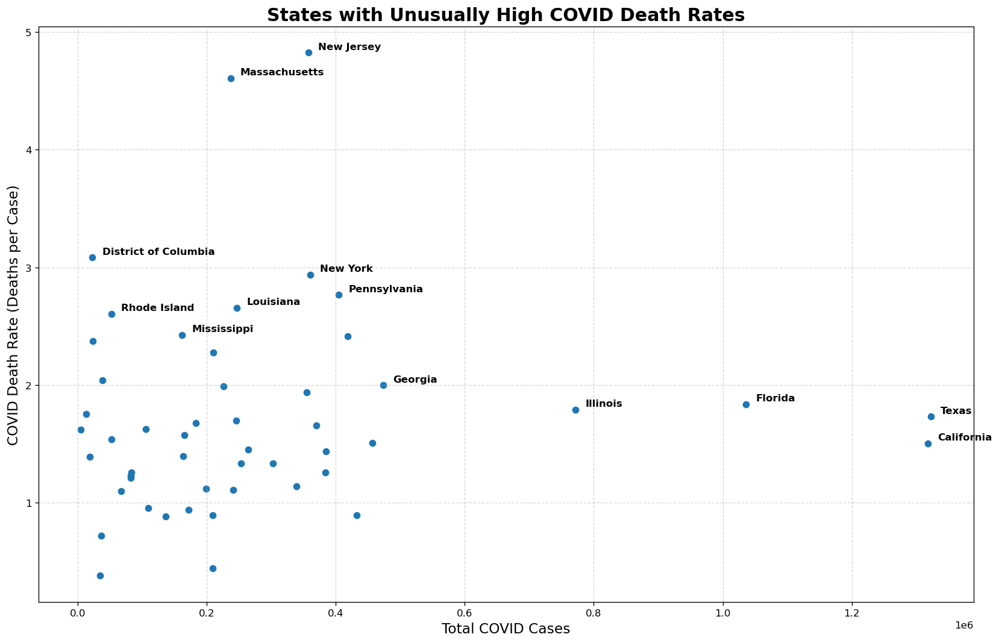 States with Unusually High COVID Death Rates
COVID Death Rate (Deaths per Case)
5
4
3
2
1
New Jersey
Massachusetts
District of Columbia
New York
Pennsylvania
Louisiana
Rhode Island
Mississippi
Georgia
Florida
Illinois
Texas
California
0.0 0.2 0.4 0.6 0.8 1.0 1.2
1e6
Total COVID Cases